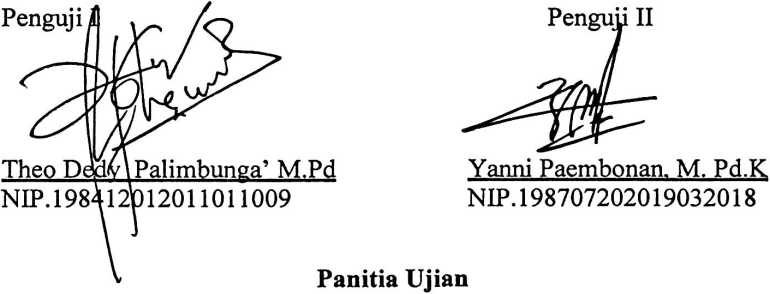 Penguji I Penguji II
Theo Dedy Palimbunga' M.Pd Yanni Paembonan, M. Pd.K
NIP.198412012011011009 NIP.198707202019032018
Panitia Ujian